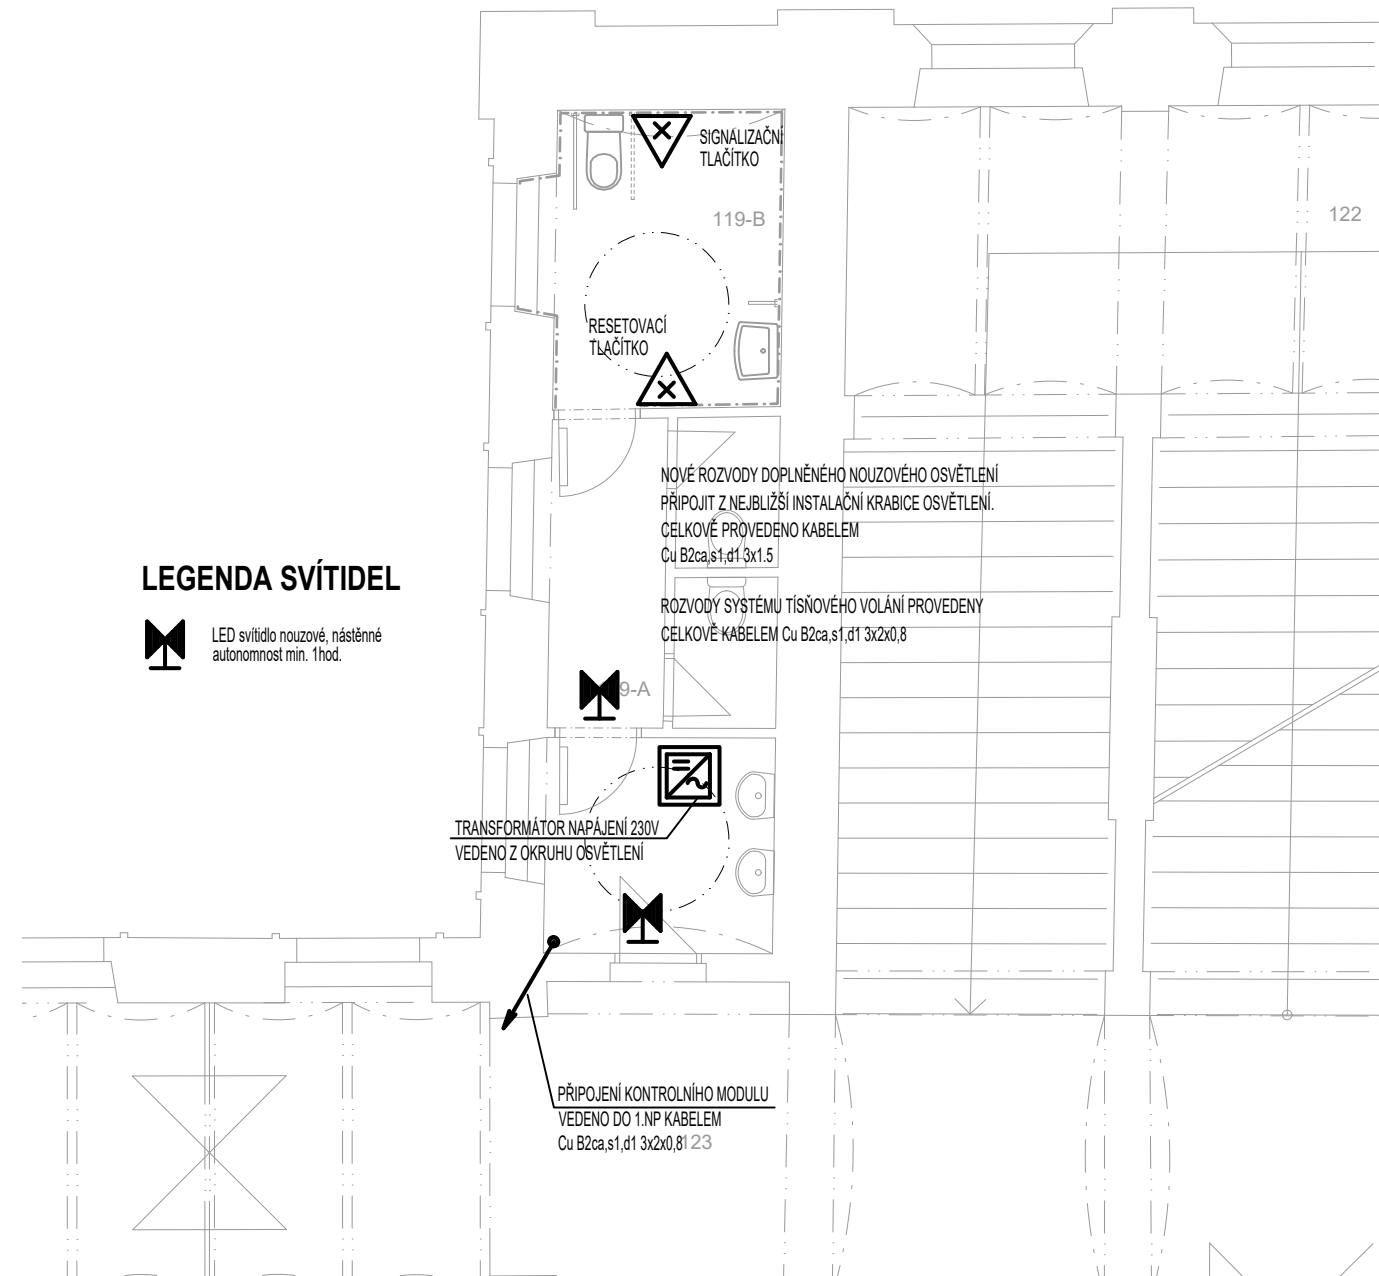 SIGNALIZAČNÍ
TLAČÍTKO
119-B
122
RESETOVACÍ
TLAČÍTKO
NOVÉ ROZVODY DOPLNĚNÉHO NOUZOVÉHO OSVĚTLENÍ
PŘIPOJIT Z NEJBLIŽŠÍ INSTALAČNÍ KRABICE OSVĚTLENÍ.
CELKOVĚ PROVEDENO KABELEM
Cu B2ca,s1,d1 3x1.5
LEGENDA SVÍTIDEL
LED svítidlo nouzové, nástěnné
autonomnost min. 1hod.
ROZVODY SYSTÉMU TÍSŇOVÉHO VOLÁNÍ PROVEDENY
CELKOVĚ KABELEM Cu B2ca,s1,d1 3x2x0,8
9-A
TRANSFORMÁTOR NAPÁJENÍ 230V
VEDENO Z OKRUHU OSVĚTLENÍ
PŘIPOJENÍ KONTROLNÍHO MODULU
VEDENO DO 1.NP KABELEM
Cu B2ca,s1,d1 3x2x0,8
123